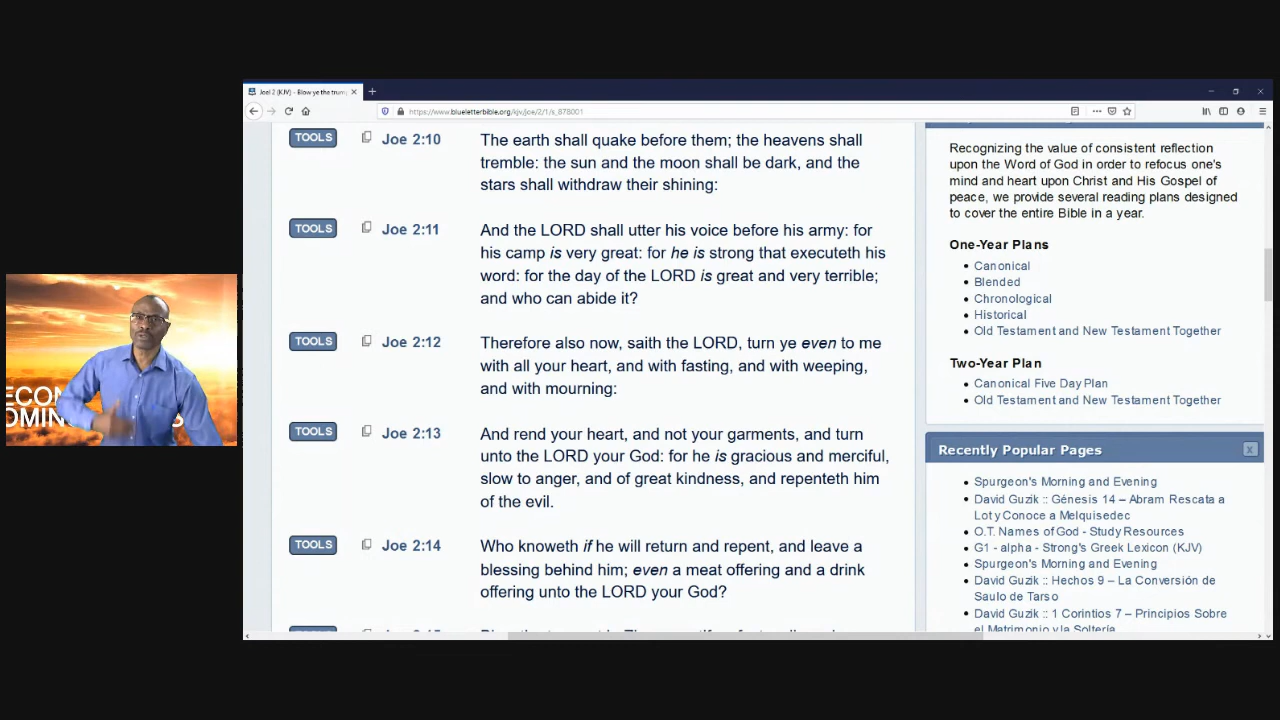 Joel 2 (KJV) - Blow ye the trum
https://www.blueletterbible.org/kjv/joe/2/1/s_878001
TOOLS
Joe 2:10
The earth shall quake before them; the heavens shall
tremble: the sun and the moon shall be dark, and the
stars shall withdraw their shining:
TOOLS
Joe 2:11
And the LORD shall utter his voice before his army: for
his camp is very great: for he is strong that executeth his
word: for the day of the LORD is great and very terrible;
and who can abide it?
TOOLS
Joe 2:12
Therefore also now, saith the LORD, turn ye even to me
with all your heart, and with fasting, and with weeping,
and with mourning:
TOOLS
Joe 2:13
And rend your heart, and not your garments, and turn
unto the LORD your God: for he is gracious and merciful,
slow to anger, and of great kindness, and repenteth him
of the evil.
TOOLS
Joe 2:14
Who knoweth if he will return and repent, and leave a
blessing behind him; even a meat offering and a drink
offering unto the LORD your God?
Recognizing the value of consistent reflection
upon the Word of God in order to refocus one's
mind and heart upon Christ and His Gospel of
peace, we provide several reading plans designed
to cover the entire Bible in a year.
One-Year Plans
Canonical
Blended
Chronological
Historical
Old Testament and New Testament Together
Two-Year Plan
Canonical Five Day Plan
Old Testament and New Testament Together
Recently Popular Pages
X
Spurgeon's Morning and Evening
David Guzik :: Génesis 14 – Abram Rescata a
Lot y Conoce a Melquisedec
O.T. Names of God - Study Resources
G1 - alpha - Strong's Greek Lexicon (KJV)
Spurgeon's Morning and Evening
David Guzik :: Hechos 9 – La Conversión de
Saulo de Tarso
David Guzik :: 1 Corintios 7 – Principios Sobre
el Matrimonio y la Soltería
ECON
OMIN
S